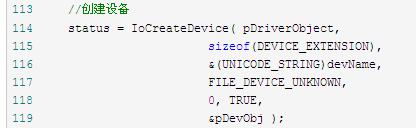 113 //创建设备
114 status = IoCreateDevice( pDriverObject,
115 sizeof(DEVICE_EXTENSION),
116 &(UNICODE_STRING)devName,
117 FILE_DEVICE_UNKNOWN,
118 0, TRUE,
119 &pDevObj );